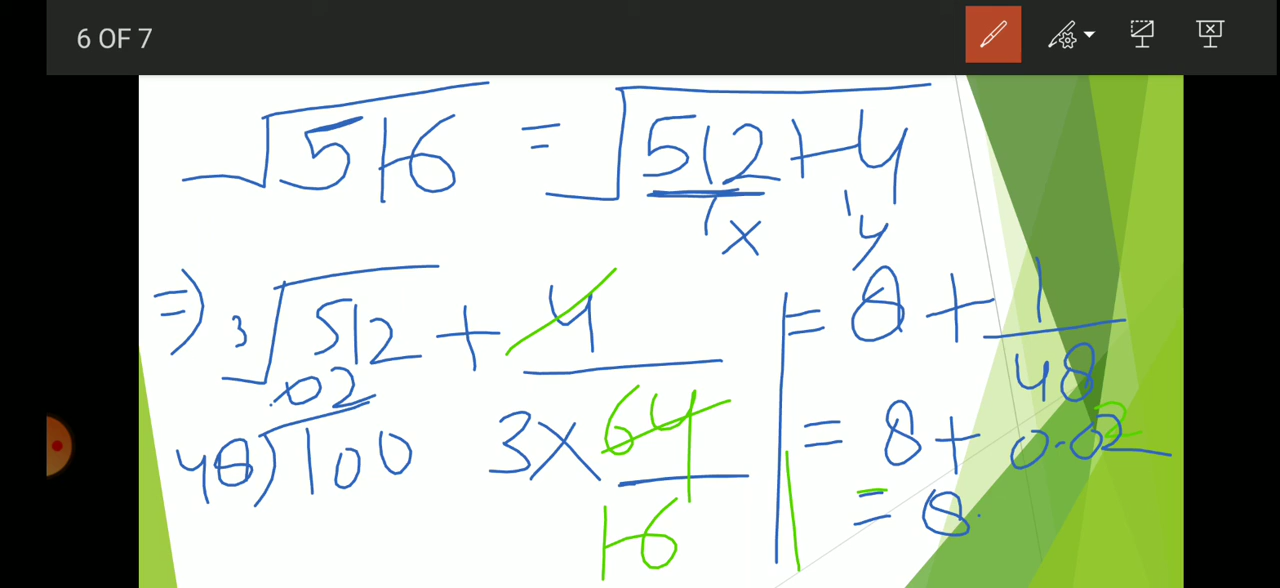 6 OF 7
√516 = √512 + 4
x y
⇒ ³√512 + 4 / 3 × 64
16
.02
48)100
= 8 + 1/48
= 8 + 0.02
= 8.